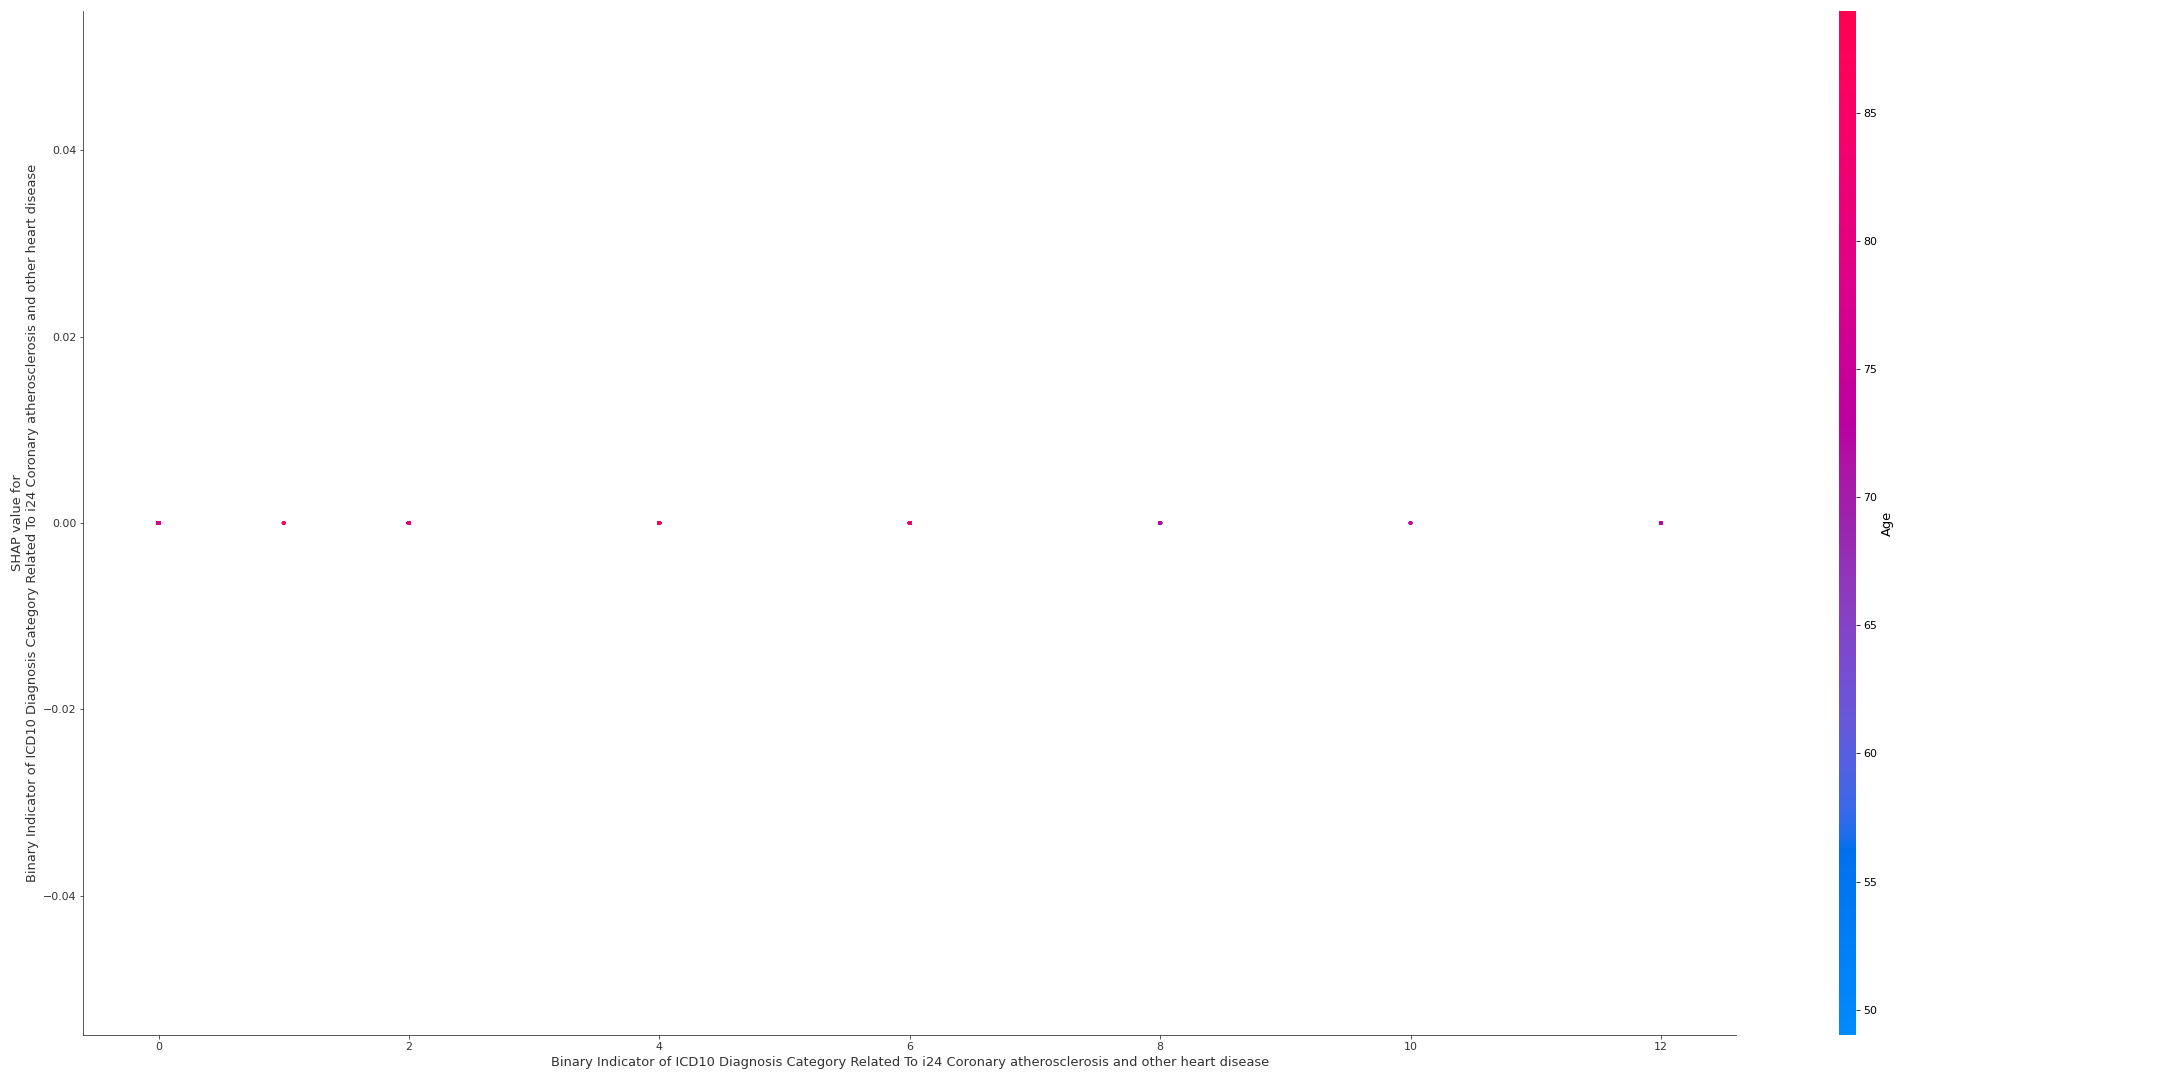 SHAP value for
Binary Indicator of ICD10 Diagnosis Category Related To i24 Coronary atherosclerosis and other heart disease
0.04
0.02
0.00
−0.02
−0.04
0 2 4 6 8 10 12
Binary Indicator of ICD10 Diagnosis Category Related To i24 Coronary atherosclerosis and other heart disease
85
80
75
70
65
60
55
50
Age